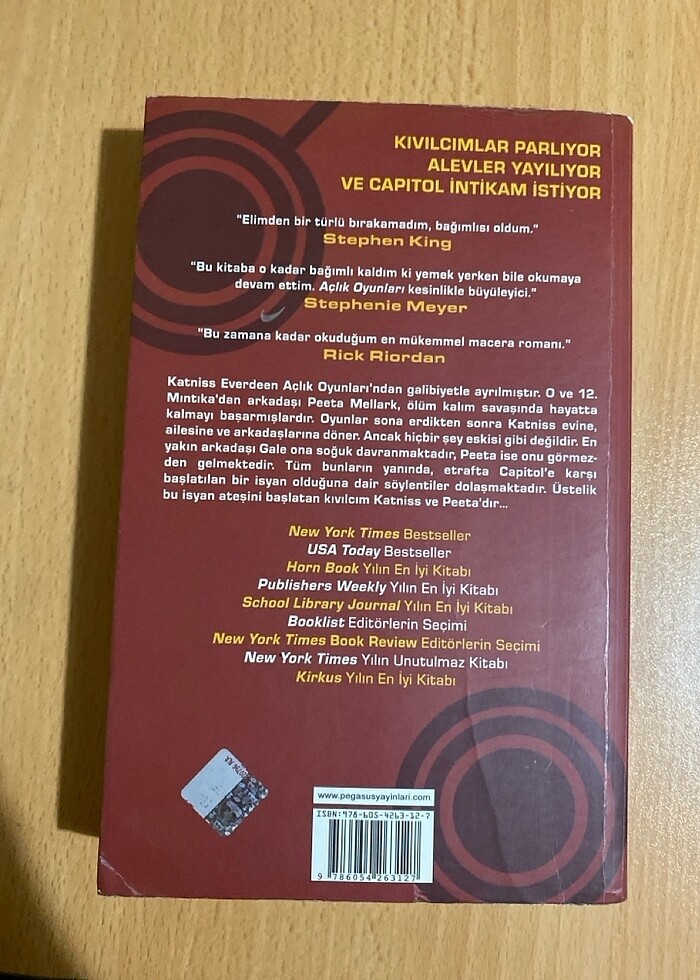 KIVILCIMLAR PARLIYOR
ALEVLER YAYILIYOR
VE CAPITOL İNTİKAM İSTİYOR
"Elimden bir türlü bırakamadım, bağımlısı oldum."
Stephen King
"Bu kitaba o kadar bağımlı kaldım ki yemek yerken bile okumaya
devam ettim. Açlık Oyunları kesinlikle büyüleyici."
Stephenie Meyer
"Bu zamana kadar okuduğum en mükemmel macera romanı."
Rick Riordan
Katniss Everdeen Açlık Oyunları'ndan galibiyetle ayrılmıştır. O ve 12.
Mıntıka'dan arkadaşı Peeta Mellark, ölüm kalım savaşında hayatta
kalmayı başarmışlardır. Oyunlar sona erdikten sonra Katniss evine,
ailesine ve arkadaşlarına döner. Ancak hiçbir şey eskisi gibi değildir. En
yakın arkadaşı Gale ona soğuk davranmaktadır, Peeta ise onu görmez-
den gelmektedir. Tüm bunların yanında, etrafta Capitol'e karşı
başlatılan bir isyan olduğuna dair söylentiler dolaşmaktadır. Üstelik
bu isyan ateşini başlatan kıvılcım Katniss ve Peeta'dır...
New York Times Bestseller
USA Today Bestseller
Horn Book Yılın En İyi Kitabı
Publishers Weekly Yılın En İyi Kitabı
School Library Journal Yılın En İyi Kitabı
Booklist Editörlerin Seçimi
New York Times Book Review Editörlerin Seçimi
New York Times Yılın Unutulmaz Kitabı
Kirkus Yılın En İyi Kitabı
www.pegasusyayinlari.com
ISBN:978-605-4263-12-7
9 786054 263127